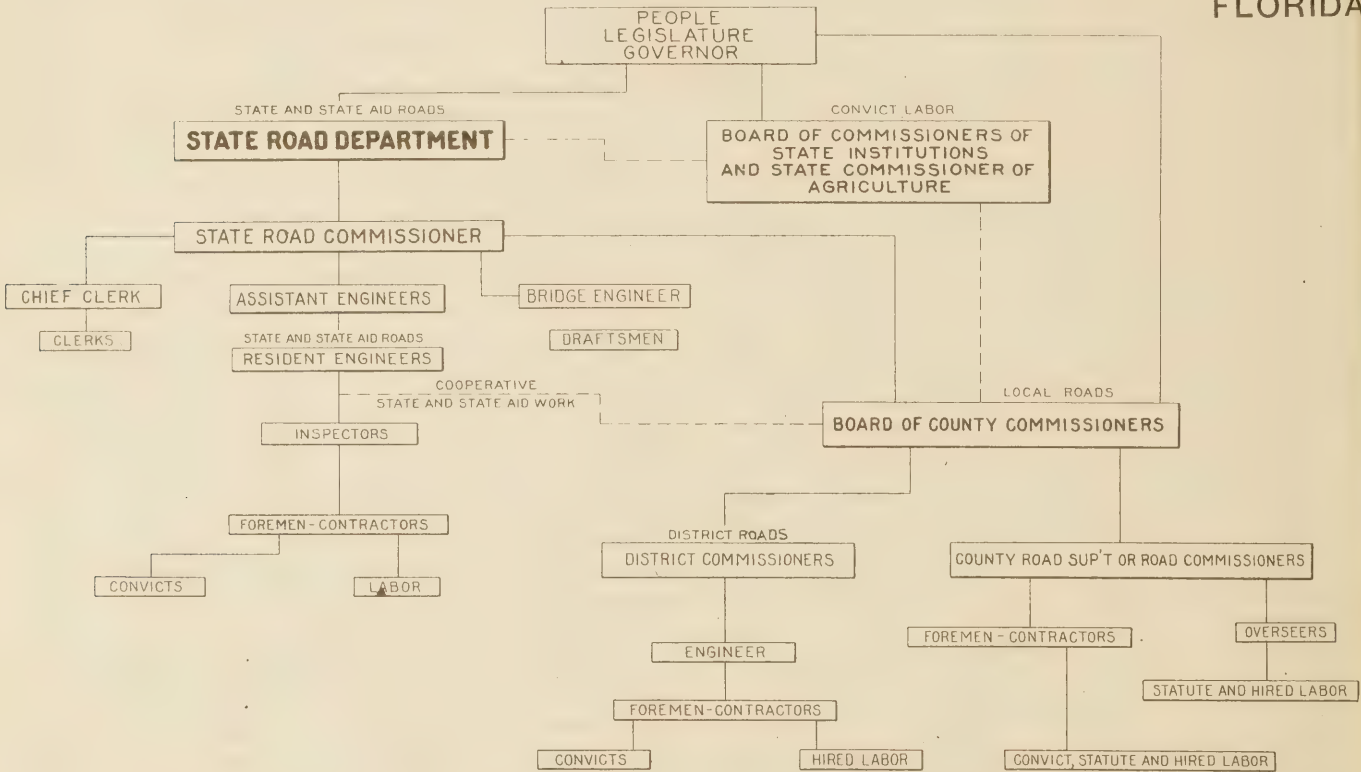 FLORIDA
PEOPLE
LEGISLATURE
GOVERNOR
STATE AND STATE AID ROADS
STATE ROAD DEPARTMENT
CONVICT LABOR
BOARD OF COMMISSIONERS OF
STATE INSTITUTIONS
AND STATE COMMISSIONER OF
AGRICULTURE
STATE ROAD COMMISSIONER
CHIEF CLERK
CLERKS
ASSISTANT ENGINEERS
BRIDGE ENGINEER
DRAFTSMEN
STATE AND STATE AID ROADS
RESIDENT ENGINEERS
COOPERATIVE
STATE AND STATE AID WORK
LOCAL ROADS
BOARD OF COUNTY COMMISSIONERS
INSPECTORS
FOREMEN-CONTRACTORS
CONVICTS
LABOR
DISTRICT ROADS
DISTRICT COMMISSIONERS
ENGINEER
FOREMEN-CONTRACTORS
CONVICTS
HIRED LABOR
COUNTY ROAD SUP'T OR ROAD COMMISSIONERS
FOREMEN-CONTRACTORS
OVERSEERS
STATUTE AND HIRED LABOR
CONVICT, STATUTE AND HIRED LABOR